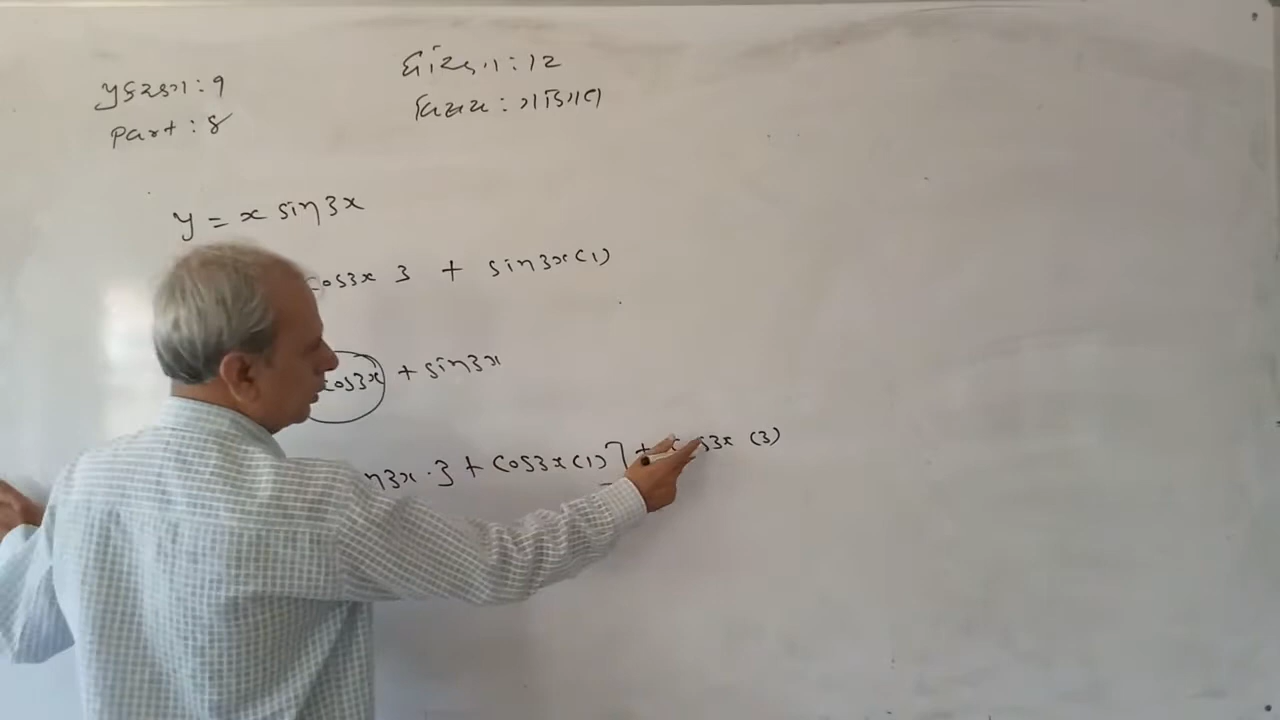 પ્રકરણ : 9
Part : 8
ધોરણ : 12
વિષય : ગણિત
y = x sin3x
cos3x 3 + sin3x(1)
cos3x + sin3x
n3x · 3 + cos3x(1)] + cos3x (3)